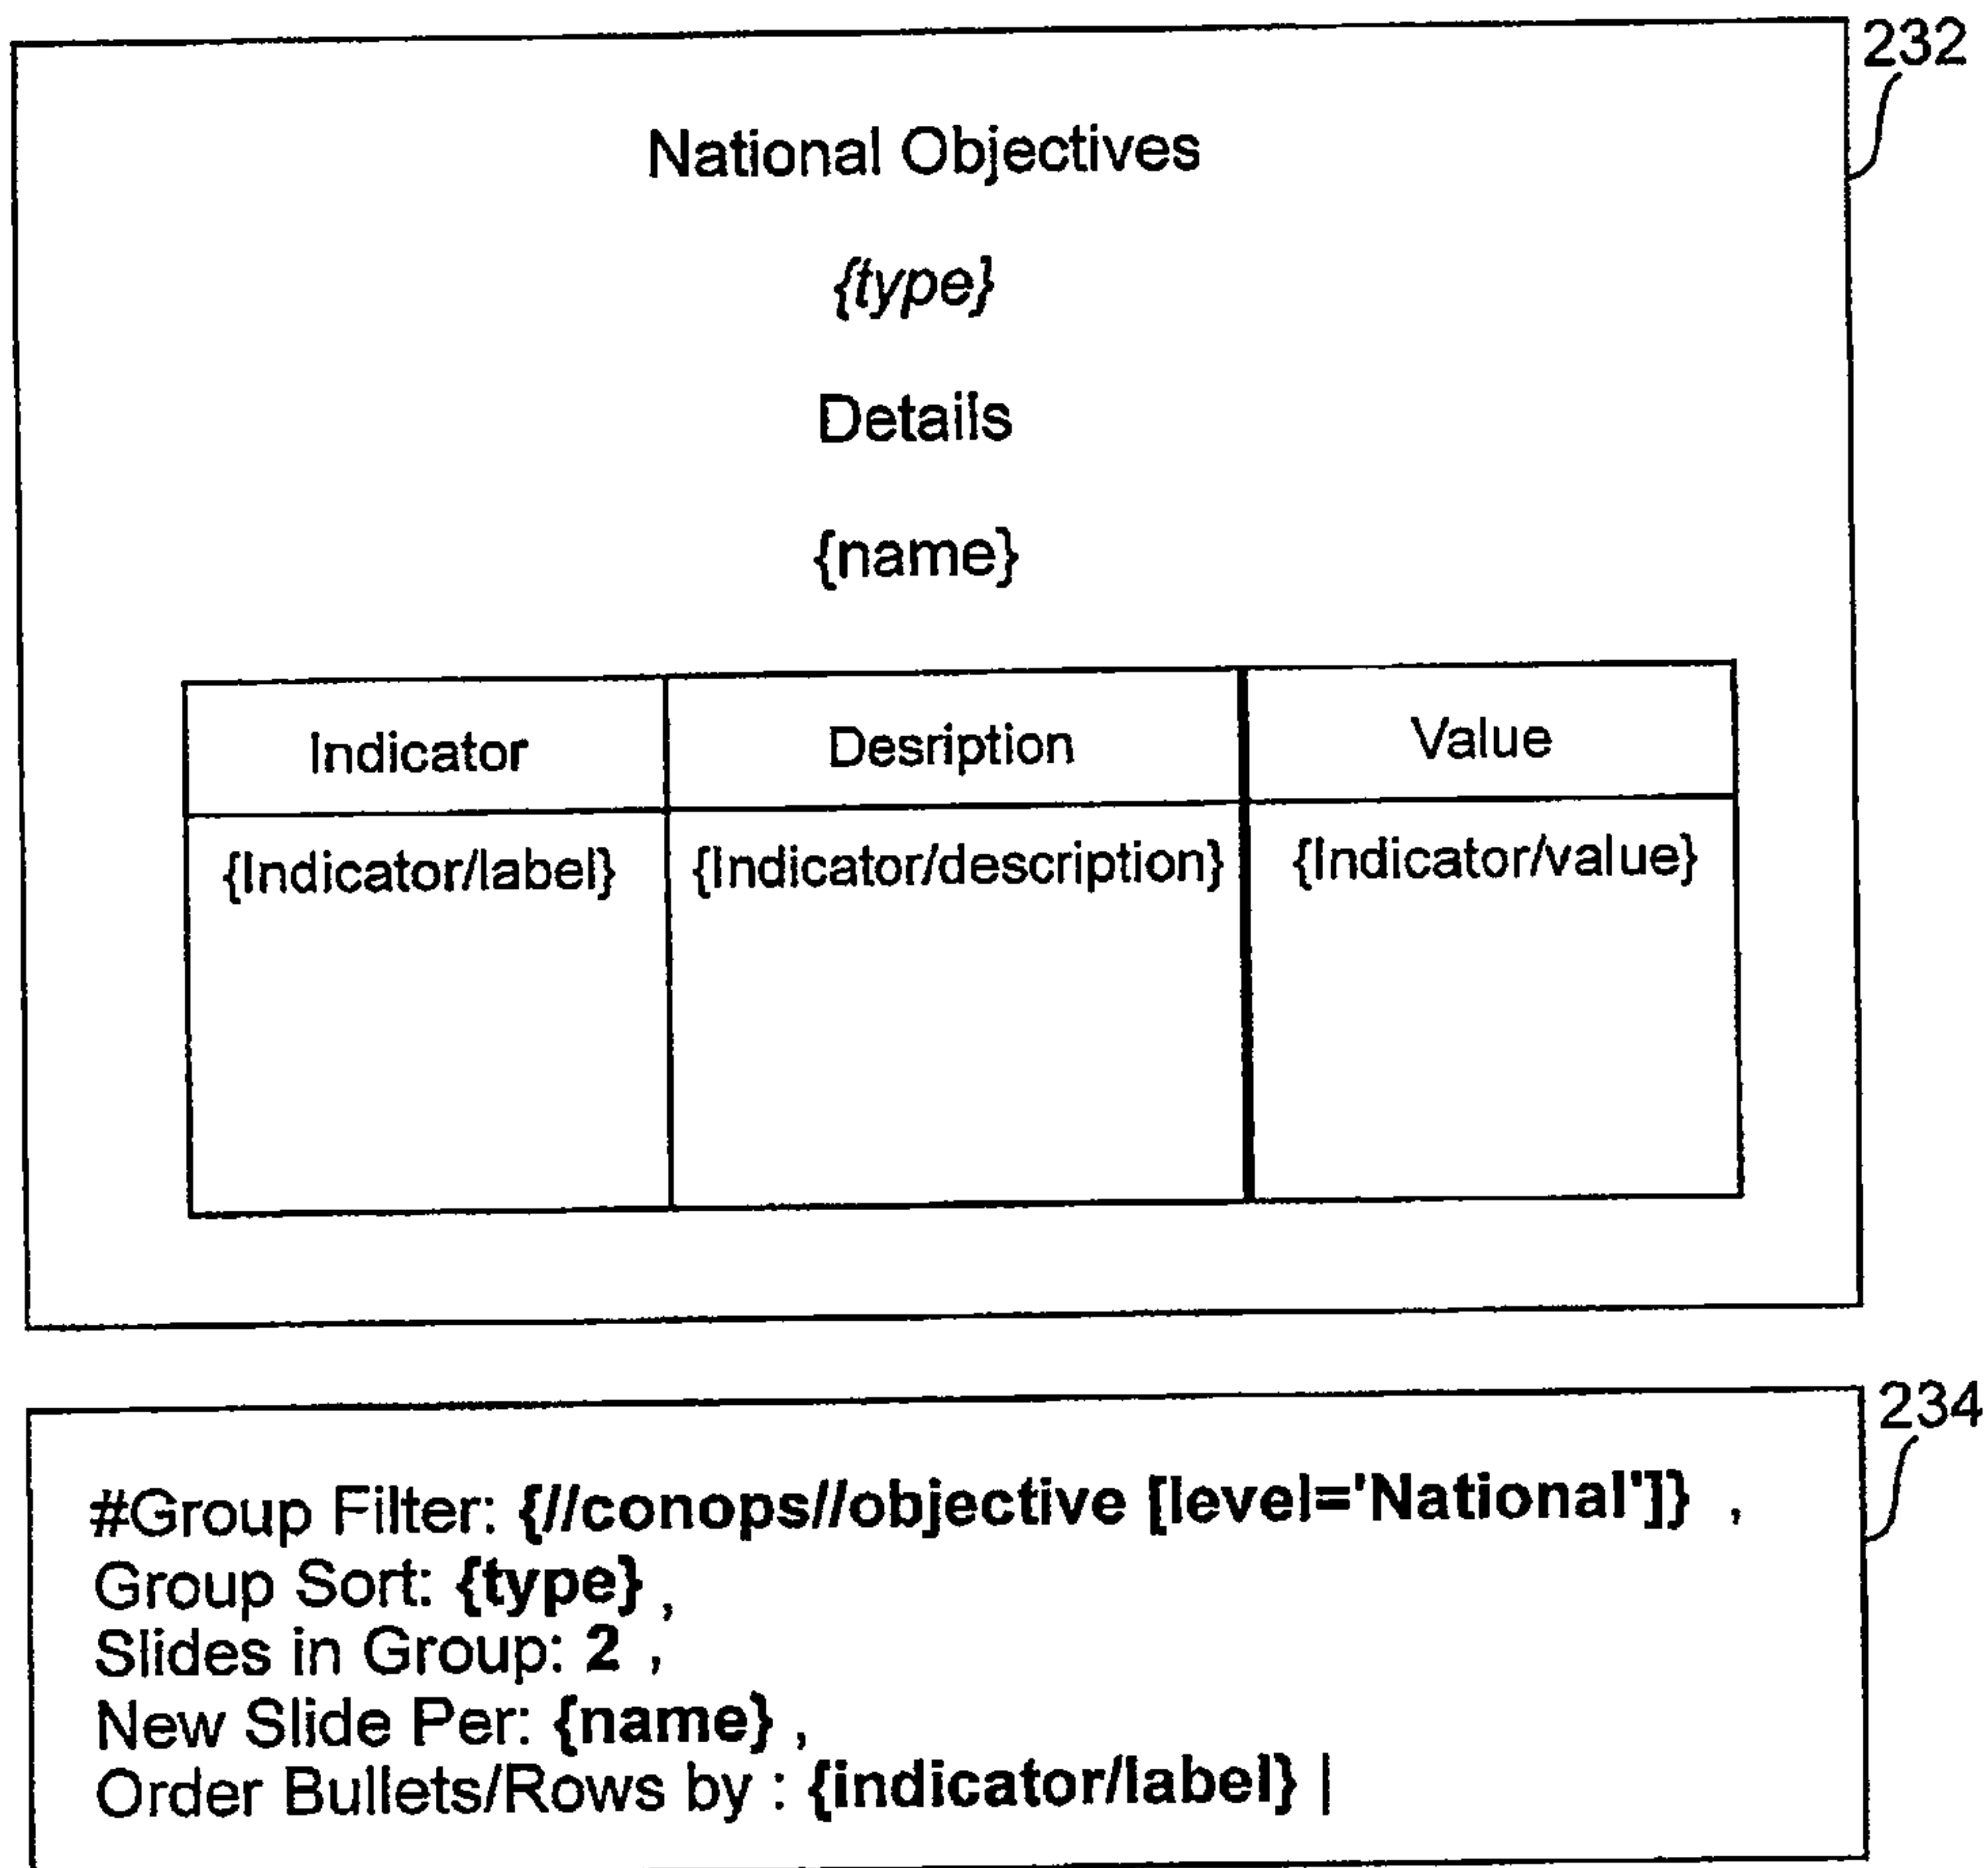 232
National Objectives
{type}
Details
{name}
Indicator Desription Value
{Indicator/label} {Indicator/description} {Indicator/value}
234
#Group Filter: {//conops//objective [level='National']} ,
Group Sort: {type} ,
Slides in Group: 2 ,
New Slide Per: {name} ,
Order Bullets/Rows by : {indicator/label} |